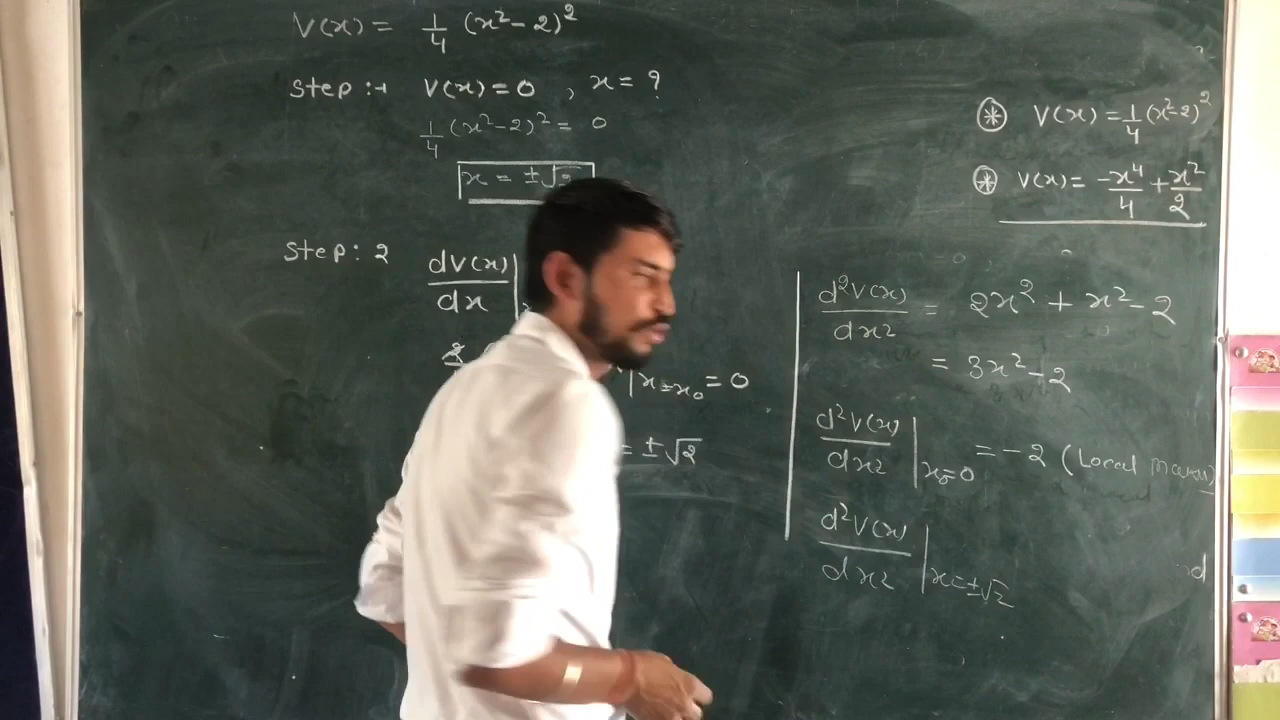 V(x) = 1/4 (x²-2)²
Step :→ V(x) = 0 , x = ?
1/4 (x²-2)² = 0
x = ±√2
Step : 2 dV(x)/dx |
| x=x₀ = 0
= ±√2
d²V(x)/dx² = 2x² + x² - 2
= 3x² - 2
d²V(x)/dx² | x₀=0 = -2 (Local
d²V(x)/dx² | x=±√2
⊛ V(x) = 1/4 (x²-2)²
⊛ V(x) = -x⁴/4 + x²/2